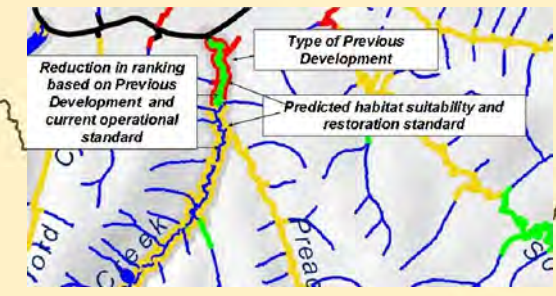 Type of Previous
Development
Reduction in ranking
based on Previous
Development and
current operational
standard
Predicted habitat suitability and
restoration standard
Creek